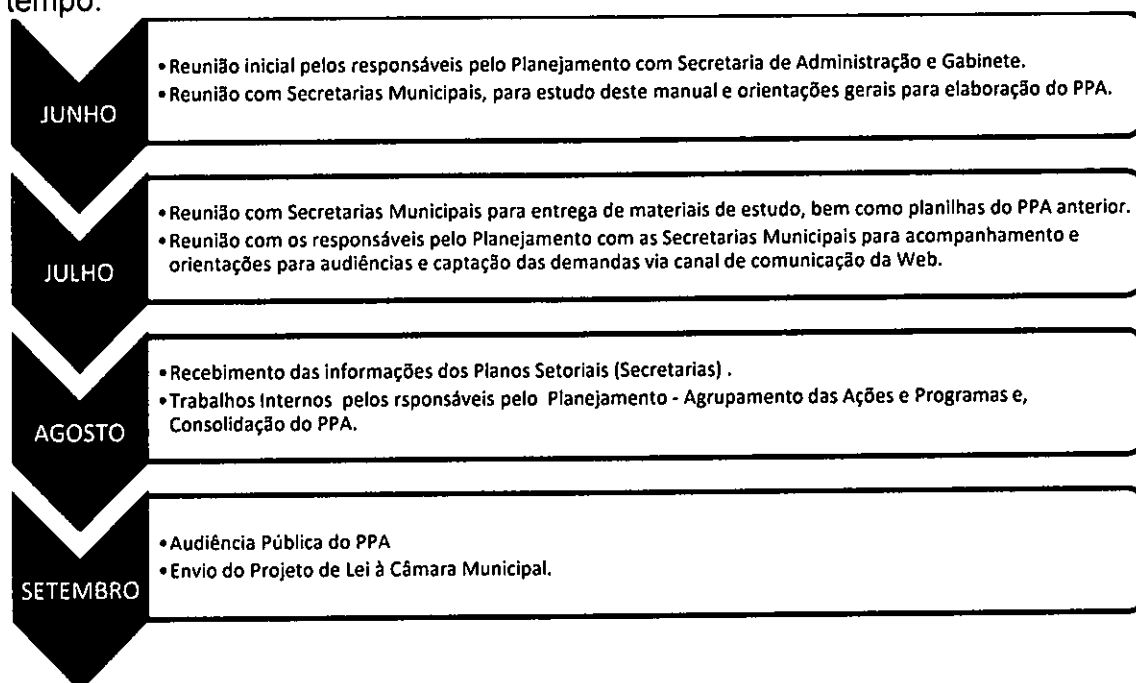 tempo:
• Reunião inicial pelos responsáveis pelo Planejamento com Secretaria de Administração e Gabinete.
• Reunião com Secretarias Municipais, para estudo deste manual e orientações gerais para elaboração do PPA.
JUNHO
• Reunião com Secretarias Municipais para entrega de materiais de estudo, bem como planilhas do PPA anterior.
• Reunião com os responsáveis pelo Planejamento com as Secretarias Municipais para acompanhamento e
orientações para audiências e captação das demandas via canal de comunicação da Web.
JULHO
• Recebimento das informações dos Planos Setoriais (Secretarias) .
• Trabalhos Internos pelos rsponsáveis pelo Planejamento - Agrupamento das Ações e Programas e,
Consolidação do PPA.
AGOSTO
• Audiência Pública do PPA
• Envio do Projeto de Lei à Câmara Municipal.
SETEMBRO